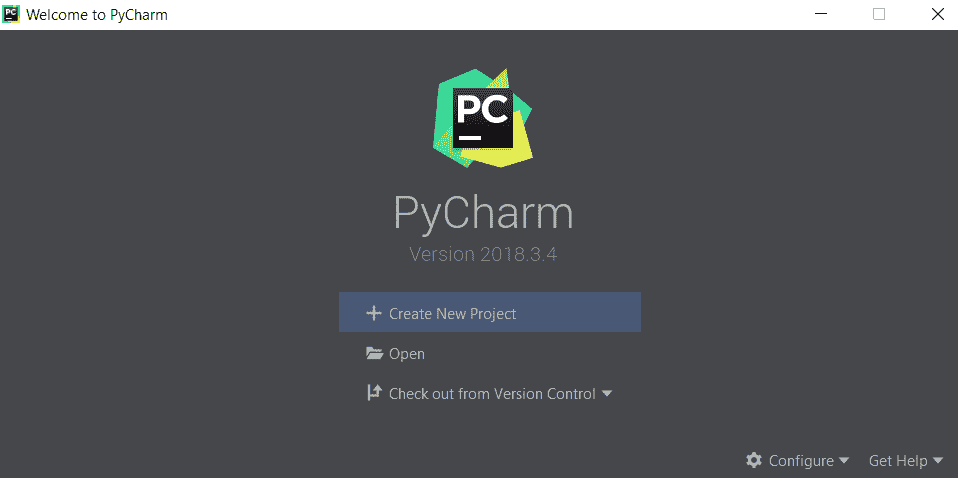 Welcome to PyCharm
PC
PyCharm
Version 2018.3.4
Create New Project
Open
Check out from Version Control
Configure Get Help